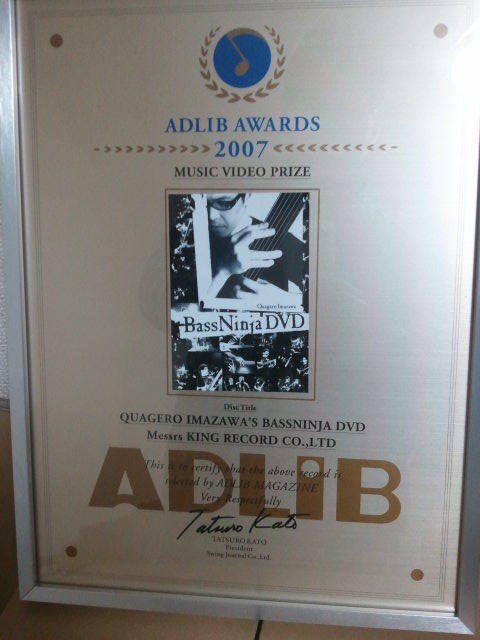 ADLIB AWARDS
2007
MUSIC VIDEO PRIZE
Quagero Imazawa
BassNinja DVD
Disc Title
QUAGERO IMAZAWA'S BASSNINJA DVD
Messrs KING RECORD CO.,LTD
ADLIB
This is to certify that the above record is
selected by ADLIB MAGAZINE
Very Respectfully
Tatsuro Kato
TATSURO KATO
President
Swing Journal Co.,Ltd.